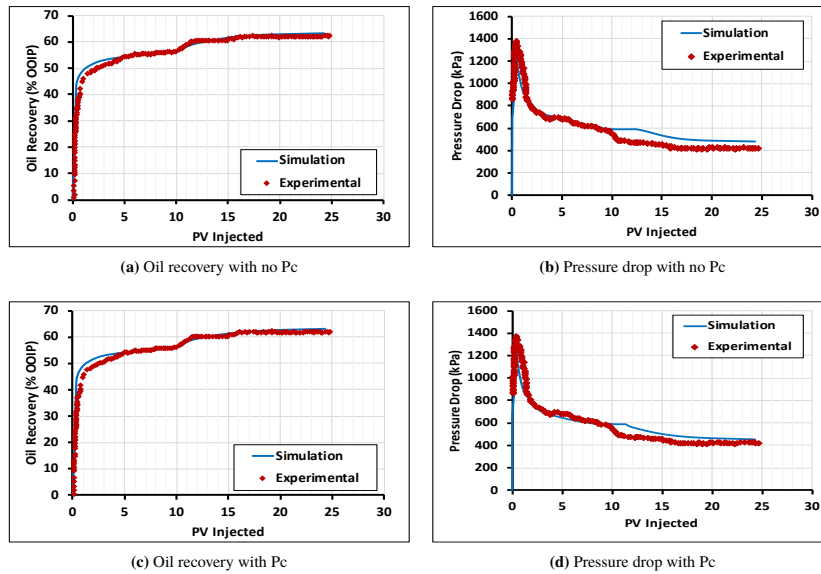 70
60
50
40
30
20
10
0
Oil Recovery (% OOIP)
Simulation
Experimental
0 5 10 15 20 25 30
PV Injected
(a) Oil recovery with no Pc
1600
1400
1200
1000
800
600
400
200
0
Pressure Drop (kPa)
Simulation
Experimental
0 5 10 15 20 25 30
PV Injected
(b) Pressure drop with no Pc
70
60
50
40
30
20
10
0
Oil Recovery (% OOIP)
Simulation
Experimental
0 5 10 15 20 25 30
PV Injected
(c) Oil recovery with Pc
1600
1400
1200
1000
800
600
400
200
0
Pressure Drop (kPa)
Simulation
Experimental
0 5 10 15 20 25 30
PV Injected
(d) Pressure drop with Pc